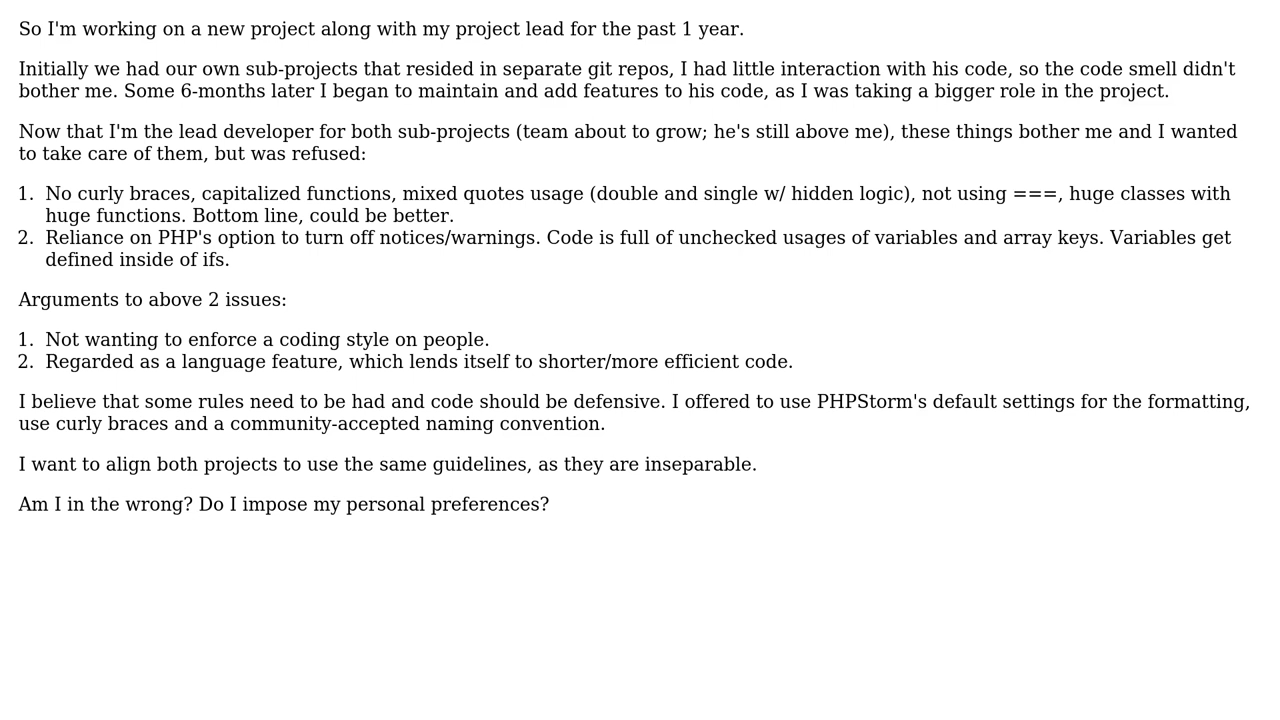 So I'm working on a new project along with my project lead for the past 1 year.
Initially we had our own sub-projects that resided in separate git repos, I had little interaction with his code, so the code smell didn't
bother me. Some 6-months later I began to maintain and add features to his code, as I was taking a bigger role in the project.
Now that I'm the lead developer for both sub-projects (team about to grow; he's still above me), these things bother me and I wanted
to take care of them, but was refused:
1. No curly braces, capitalized functions, mixed quotes usage (double and single w/ hidden logic), not using ===, huge classes with
huge functions. Bottom line, could be better.
2. Reliance on PHP's option to turn off notices/warnings. Code is full of unchecked usages of variables and array keys. Variables get
defined inside of ifs.
Arguments to above 2 issues:
1. Not wanting to enforce a coding style on people.
2. Regarded as a language feature, which lends itself to shorter/more efficient code.
I believe that some rules need to be had and code should be defensive. I offered to use PHPStorm's default settings for the formatting,
use curly braces and a community-accepted naming convention.
I want to align both projects to use the same guidelines, as they are inseparable.
Am I in the wrong? Do I impose my personal preferences?